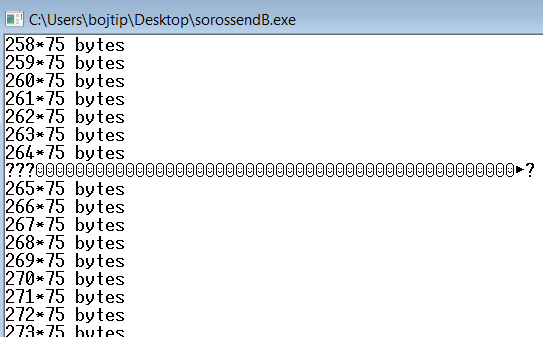 C:\Users\bojtip\Desktop\sorossendB.exe
258*75 bytes
259*75 bytes
260*75 bytes
261*75 bytes
262*75 bytes
263*75 bytes
264*75 bytes
???000000000000000000000000000000000000000000000000►?
265*75 bytes
266*75 bytes
267*75 bytes
268*75 bytes
269*75 bytes
270*75 bytes
271*75 bytes
272*75 bytes
273*75 bytes